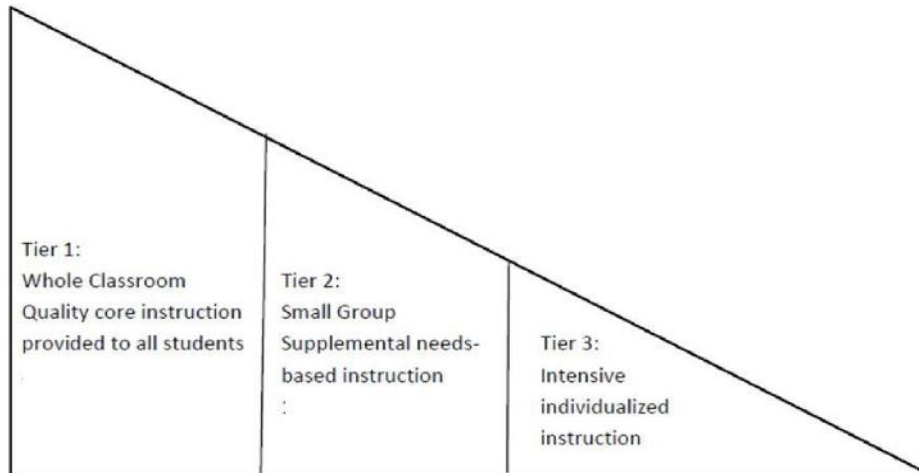 Tier 1:
Whole Classroom
Quality core instruction
provided to all students
Tier 2:
Small Group
Supplemental needs-
based instruction
:
Tier 3:
Intensive
individualized
instruction